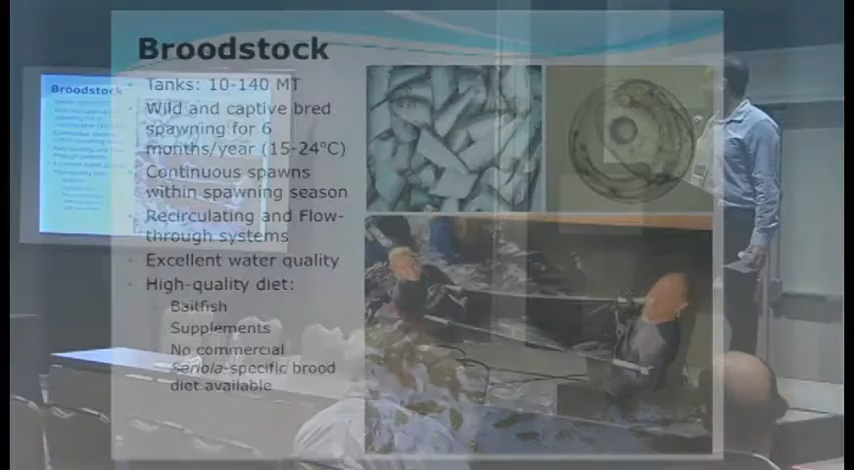 Broodstock
Tanks: 10-140 MT
Wild and captive bred
spawning for 6
months/year (15-24°C)
Continuous spawns
within spawning season
Recirculating and Flow-
through systems
Excellent water quality
High-quality diet:
Baitfish
Supplements
No commercial
Seriola-specific brood
diet available
Broodstock